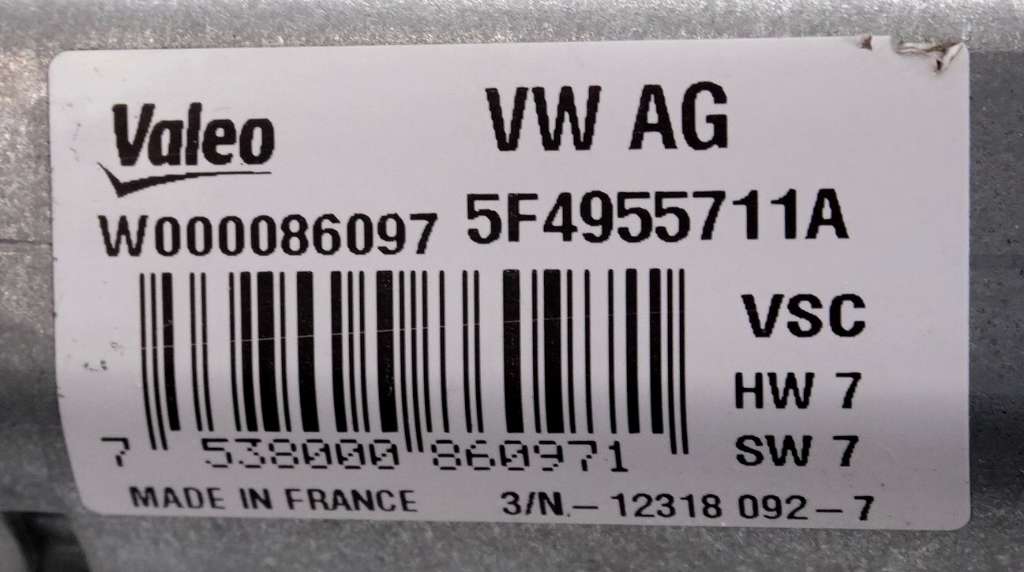 Valeo
VW AG
W000086097
5F4955711A
VSC
HW 7
SW 7
7 538000 860971
MADE IN FRANCE
3/N.– 12318 092–7